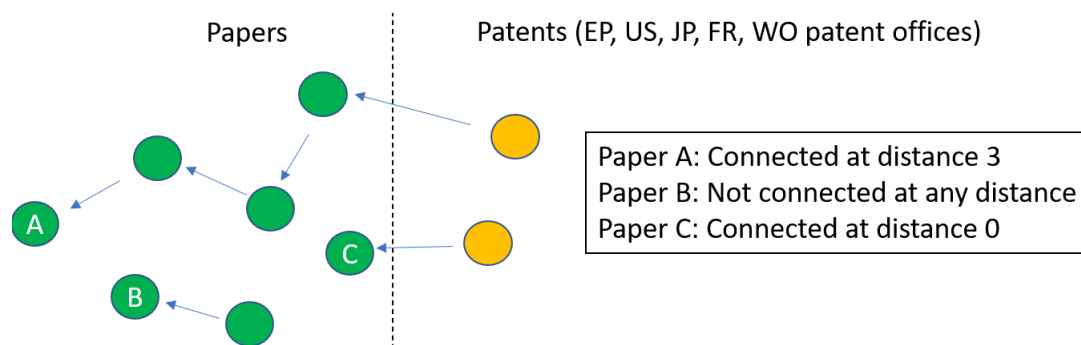 Papers
Patents (EP, US, JP, FR, WO patent offices)
Paper A: Connected at distance 3
Paper B: Not connected at any distance
Paper C: Connected at distance 0
A
C
B